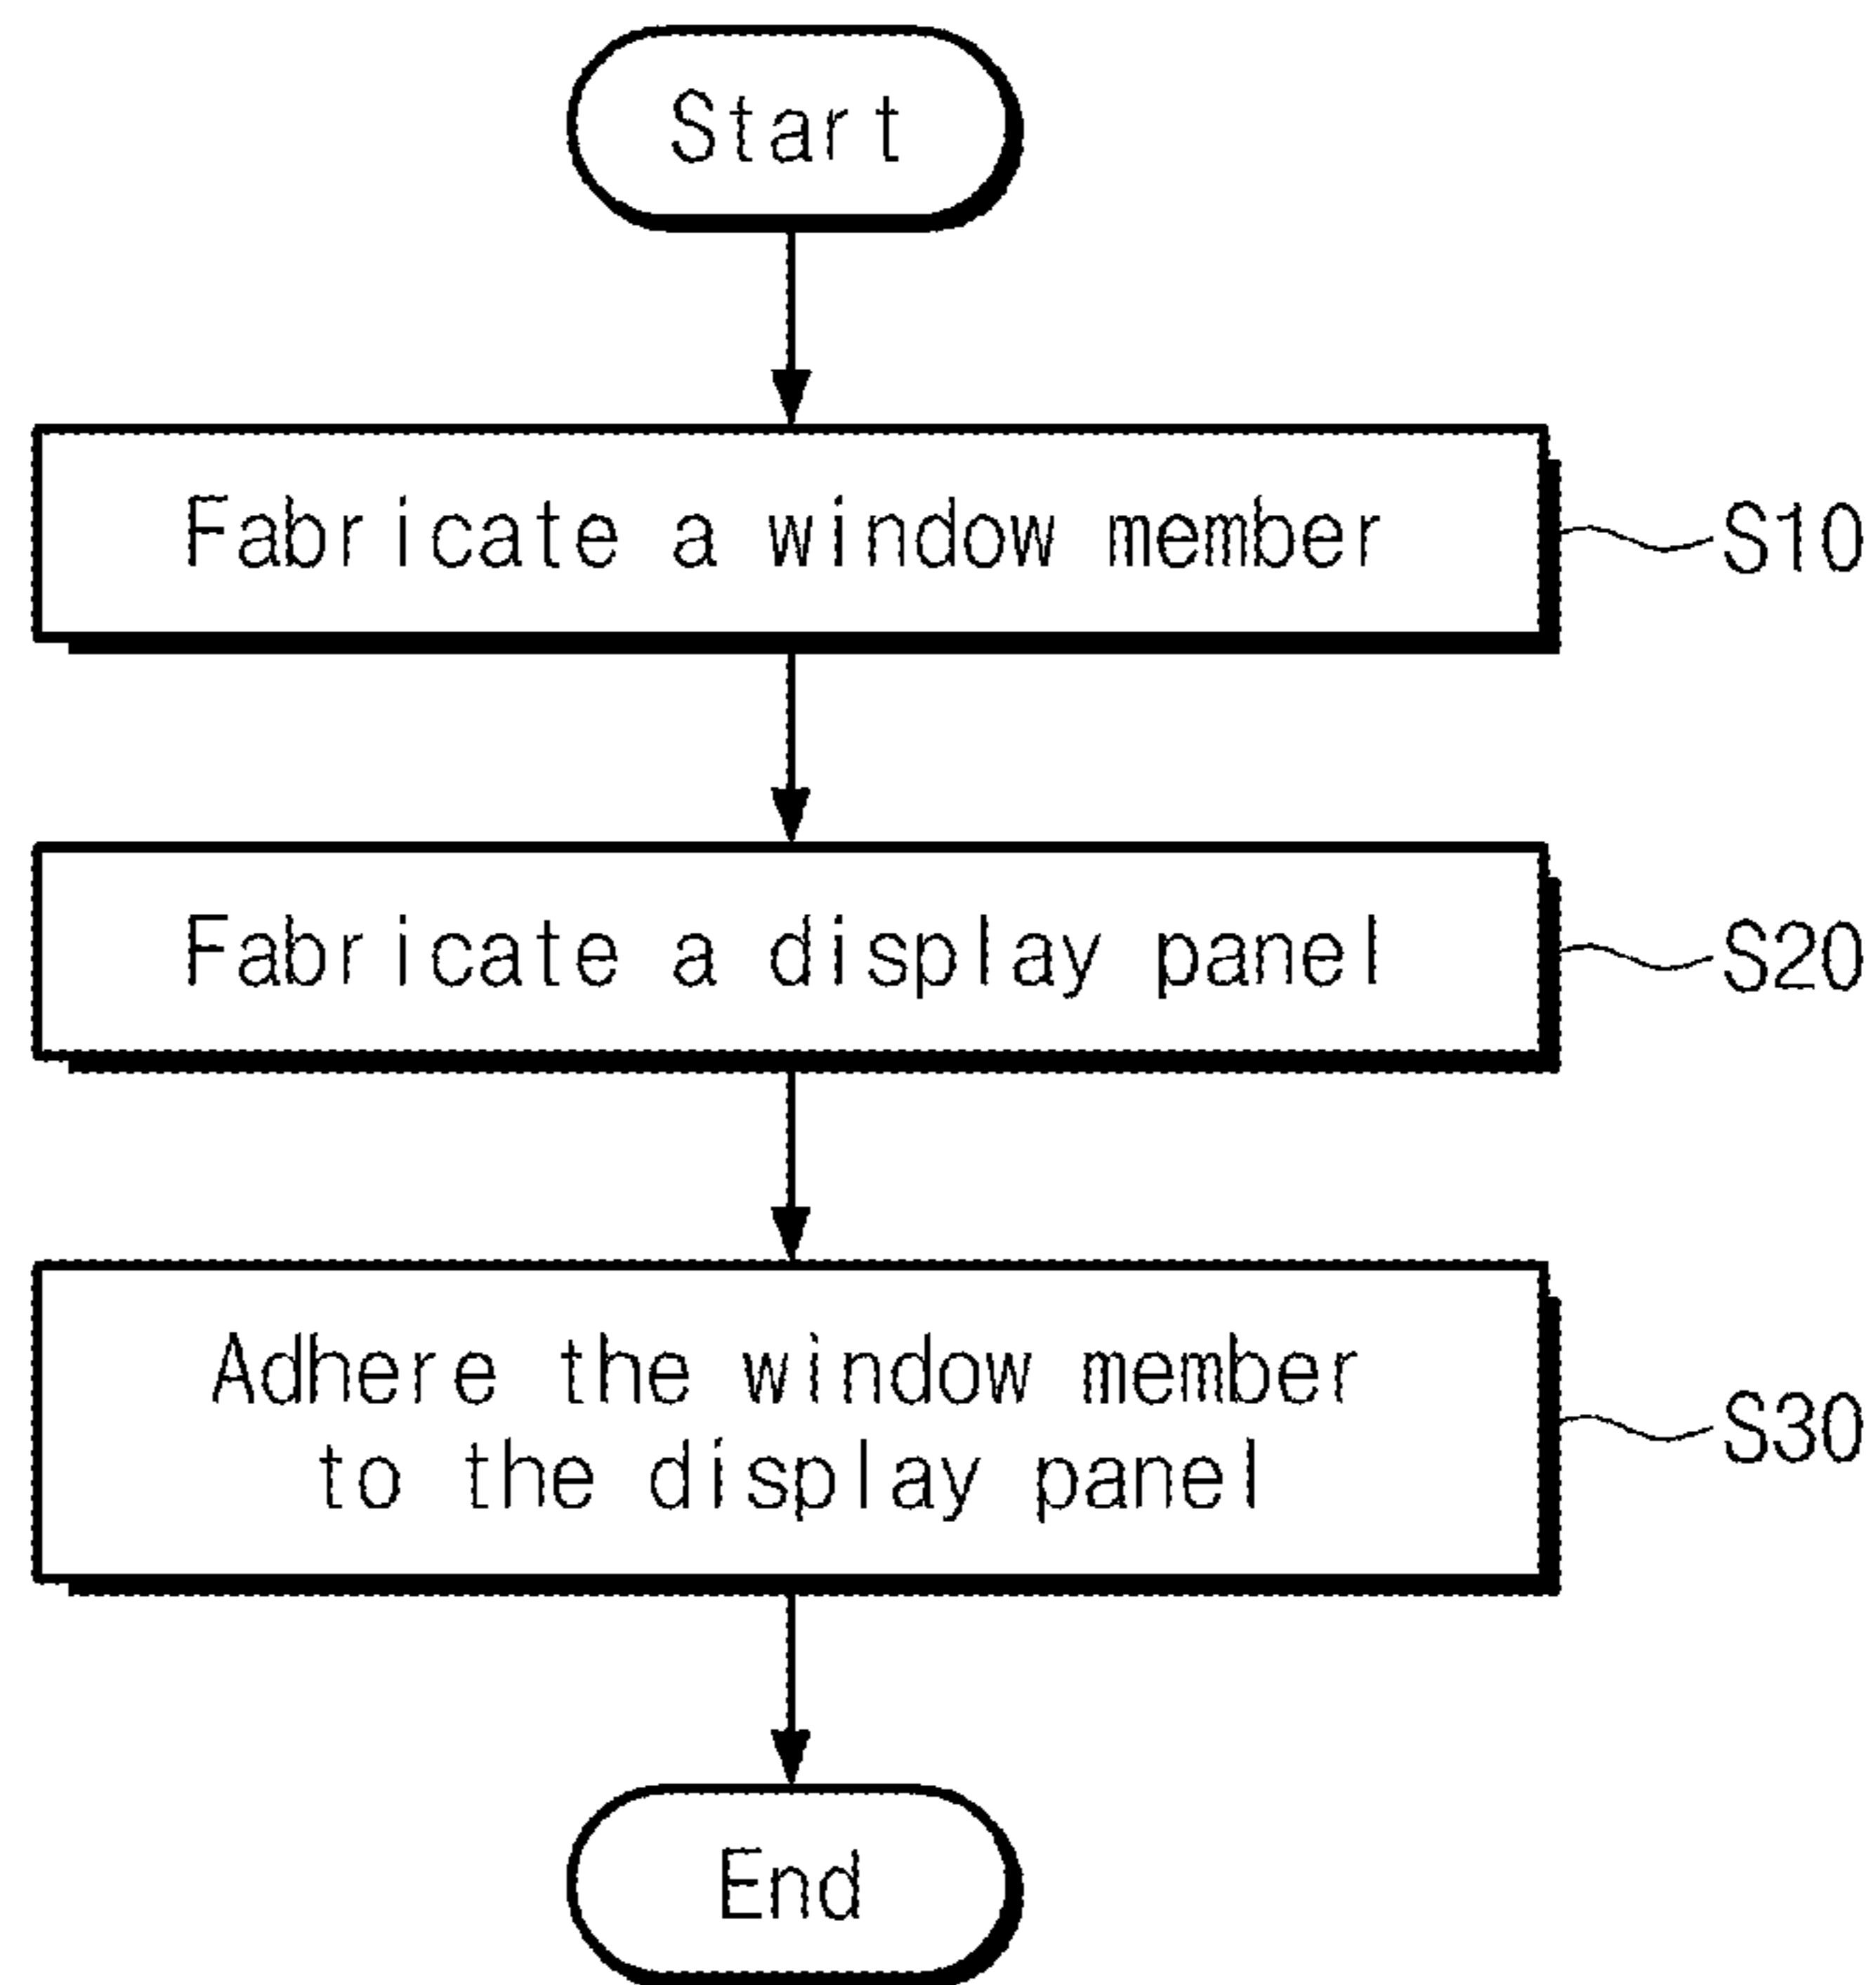 Start
Fabricate a window member
S10
Fabricate a display panel
S20
Adhere the window member
to the display panel
S30
End